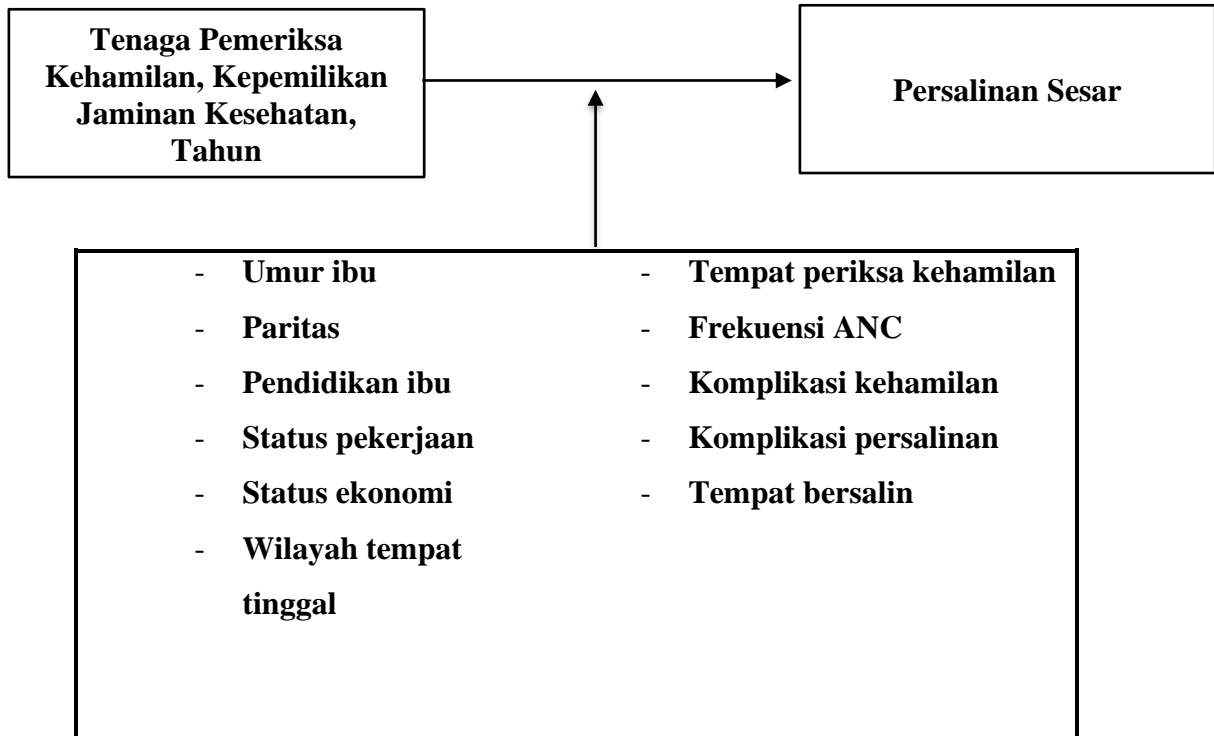 Tenaga Pemeriksa
Kehamilan, Kepemilikan
Jaminan Kesehatan,
Tahun
Persalinan Sesar
- Umur ibu
- Paritas
- Pendidikan ibu
- Status pekerjaan
- Status ekonomi
- Wilayah tempat
tinggal
- Tempat periksa kehamilan
- Frekuensi ANC
- Komplikasi kehamilan
- Komplikasi persalinan
- Tempat bersalin